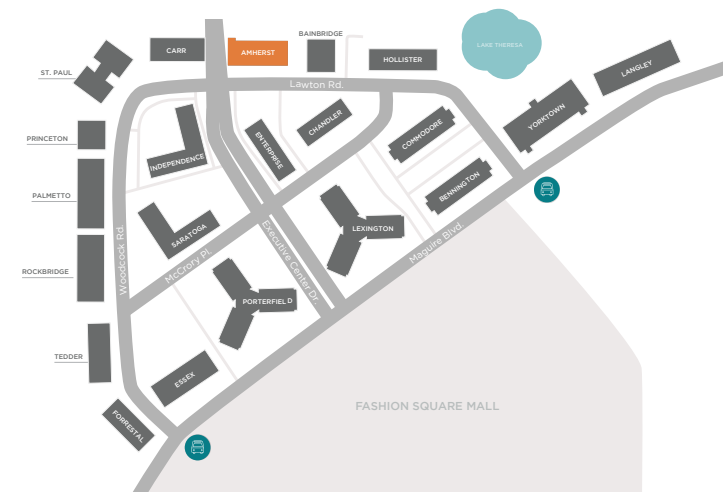 BAINBRIDGE
CARR
AMHERST
HOLLISTER
LAKE THERESA
ST. PAUL
LANGLEY
Lawton Rd.
YORKTOWN
CHANDLER
COMMODORE
PRINCETON
ENTERPRISE
INDEPENDENCE
BENNINGTON
PALMETTO
SARATOGA
LEXINGTON
Woodcock Rd.
McCrory Pl.
Executive Center Dr.
Maguire Blvd.
ROCKBRIDGE
PORTERFIELD
TEDDER
ESSEX
FASHION SQUARE MALL
FORRESTAL